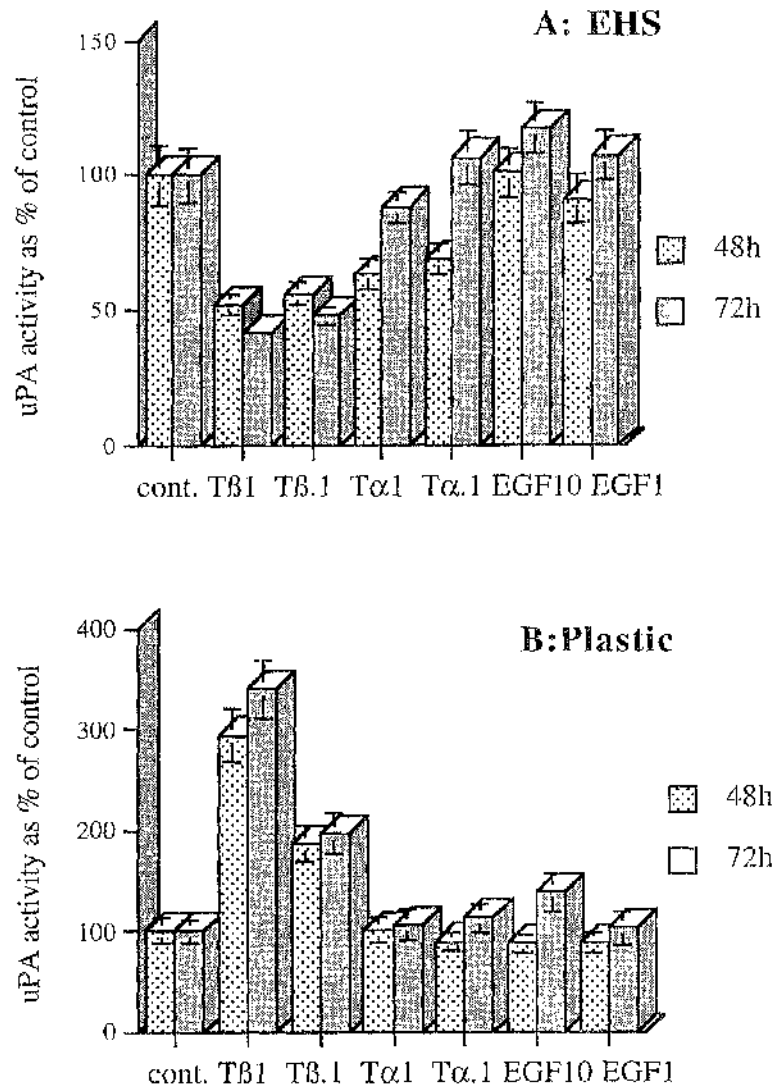 A: EHS
uPA activity as % of control
150
100
50
0
48h
72h
cont. Tß1 Tß.1 Tα1 Tα.1 EGF10 EGF1
B:Plastic
uPA activity as % of control
400
300
200
100
0
48h
72h
cont. Tß1 Tß.1 Tα1 Tα.1 EGF10 EGF1